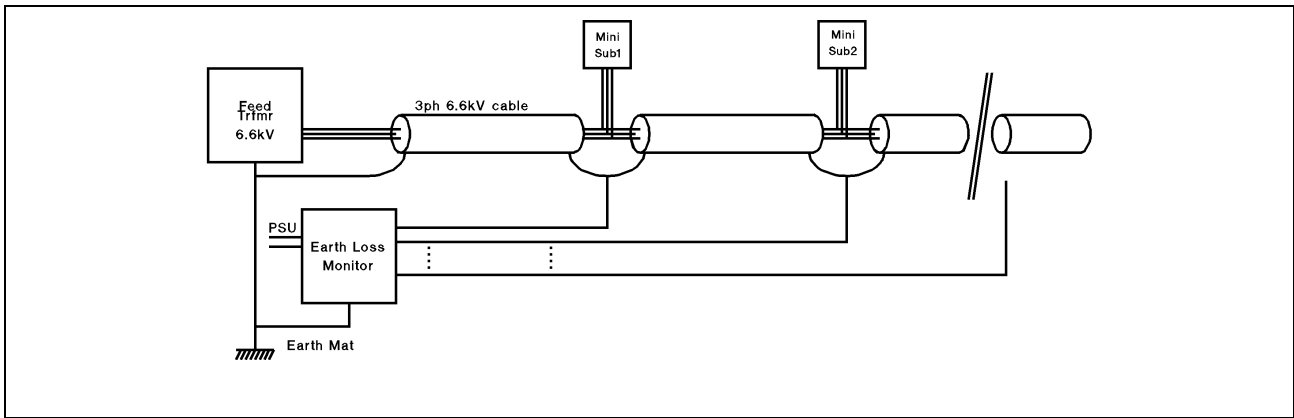 Mini
Sub1
Mini
Sub2
Feed
Trfmr
6.6kV
3ph 6.6kV cable
PSU
Earth Loss
Monitor
Earth Mat